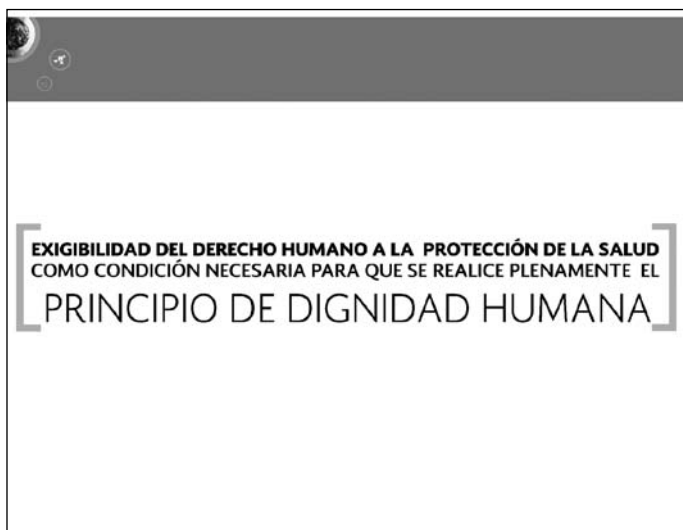 EXIGIBILIDAD DEL DERECHO HUMANO A LA PROTECCIÓN DE LA SALUD
COMO CONDICIÓN NECESARIA PARA QUE SE REALICE PLENAMENTE EL
PRINCIPIO DE DIGNIDAD HUMANA